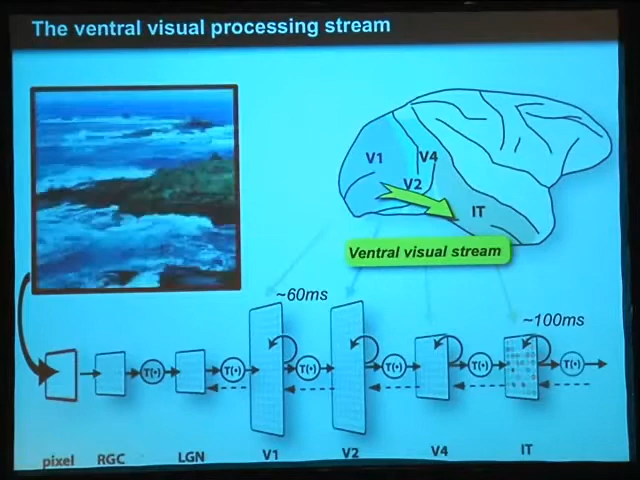 The ventral visual processing stream
V1
V4
V2
IT
Ventral visual stream
~60ms
~100ms
T(•)
T(•)
T(•)
T(•)
T(•)
T(•)
pixel
RGC
LGN
V1
V2
V4
IT